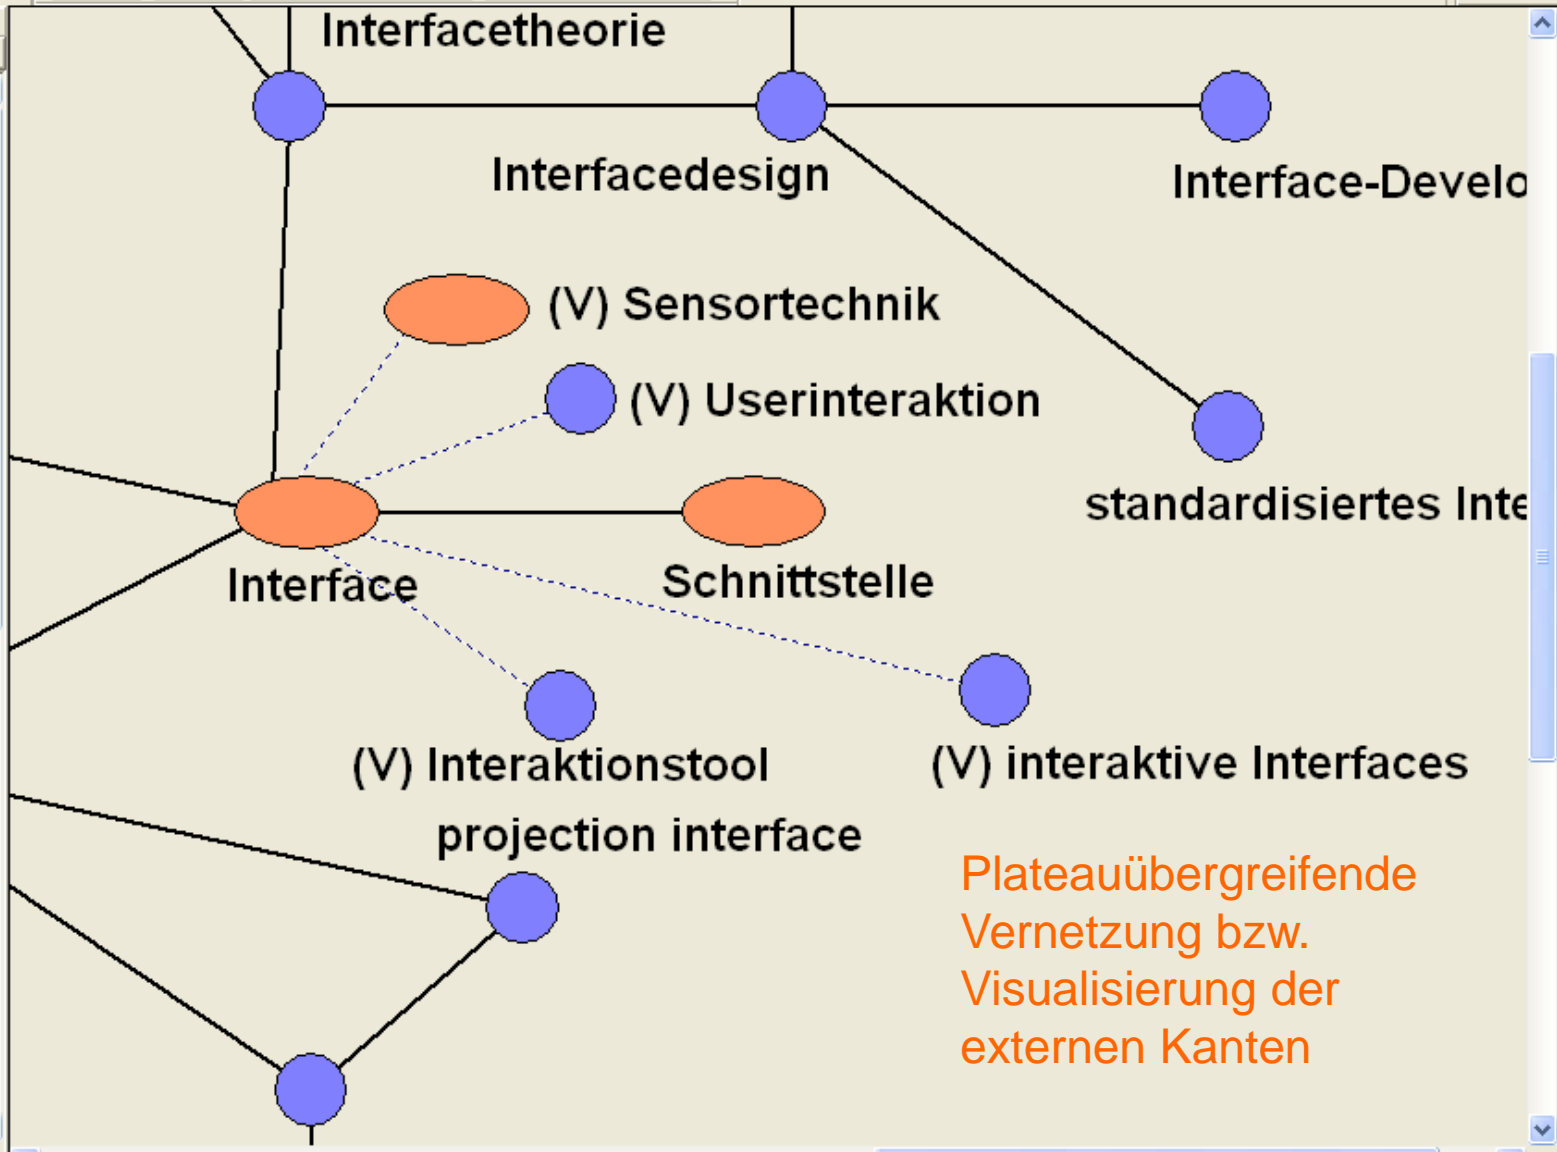 Interfacetheorie
Interfacedesign
Interface-Develo
(V) Sensortechnik
(V) Userinteraktion
standardisiertes Inte
Interface
Schnittstelle
(V) Interaktionstool
(V) interaktive Interfaces
projection interface
Plateauübergreifende
Vernetzung bzw.
Visualisierung der
externen Kanten